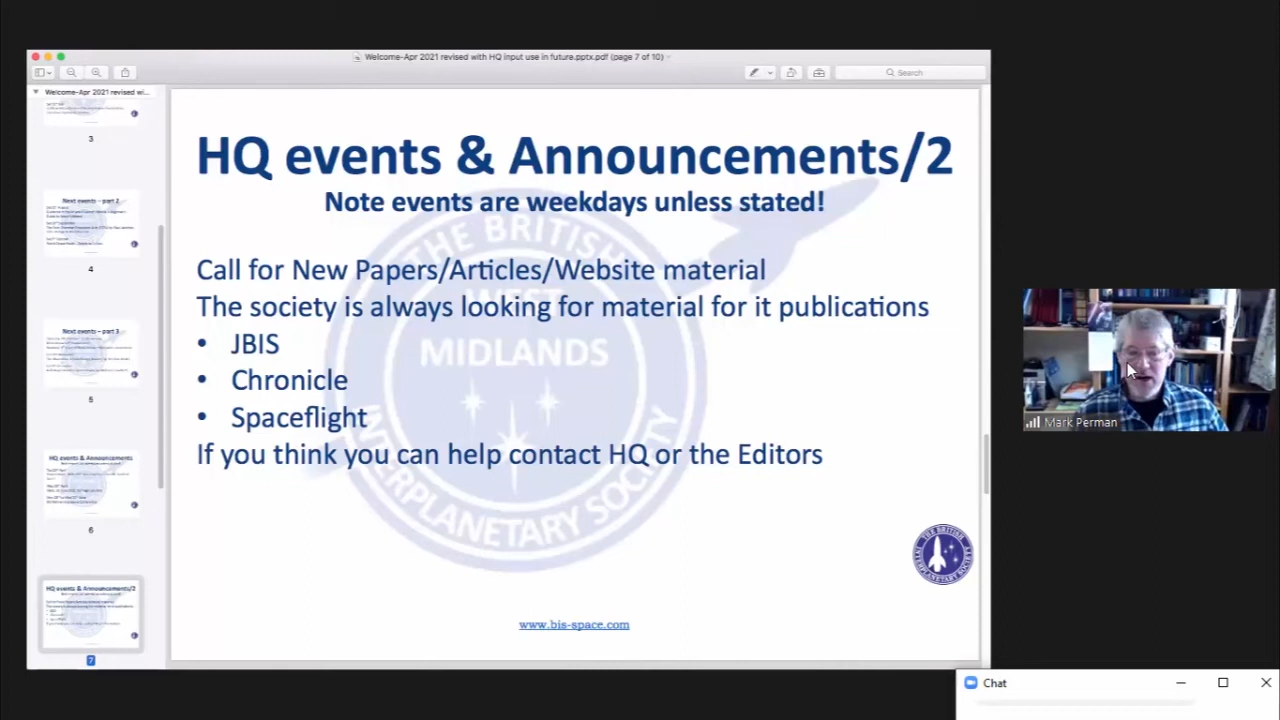 Welcome-Apr 2021 revised with HQ input use in future.pptx.pdf (page 7 of 10)
Search
Welcome-Apr 2021 revised wi...
3
Next events – part 2
4
Next events – part 3
5
HQ events & Announcements
6
HQ events & Announcements/2
7
HQ events & Announcements/2
Note events are weekdays unless stated!
Call for New Papers/Articles/Website material
The society is always looking for material for it publications
• JBIS
• Chronicle
• Spaceflight
If you think you can help contact HQ or the Editors
THE BRITISH
WEST
MIDLANDS
INTERPLANETARY SOCIETY
THE BRITISH
INTERPLANETARY SOCIETY
www.bis-space.com
Mark Perman
Chat